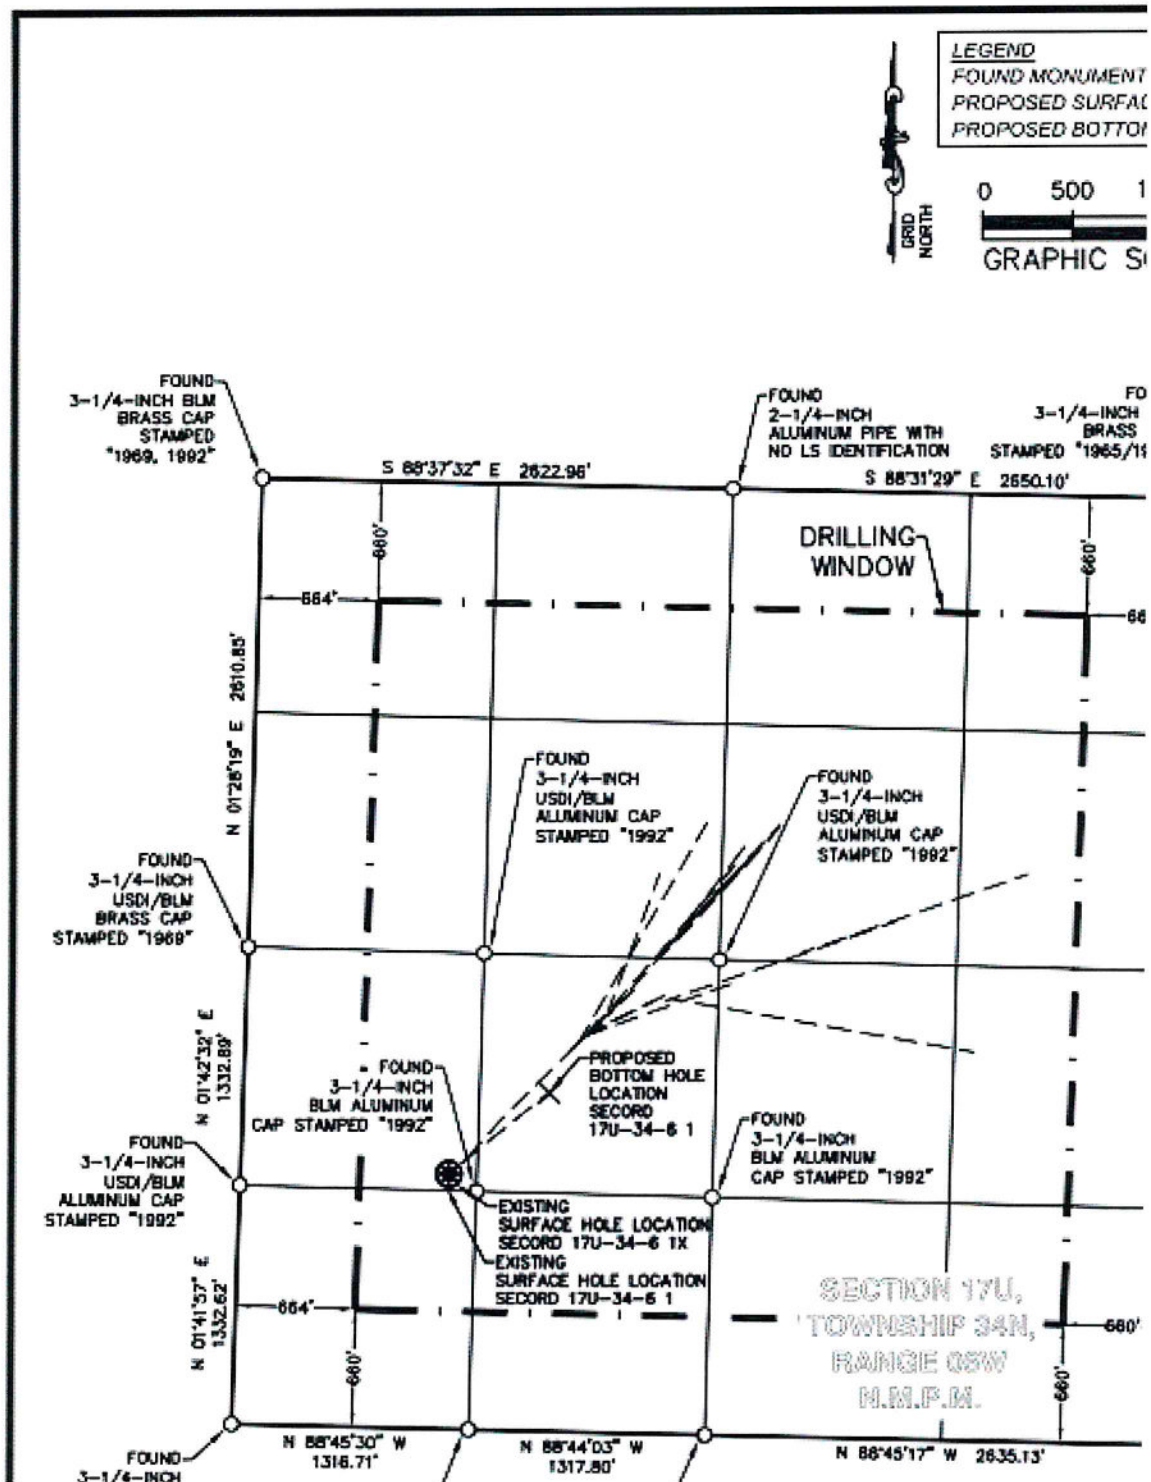 LEGEND
FOUND MONUMENT
PROPOSED SURFAC
PROPOSED BOTTOM
0 500 1
GRAPHIC S
GRID
NORTH
FOUND
3-1/4-INCH BLM
BRASS CAP
STAMPED
"1969, 1992"
FOUND
2-1/4-INCH
ALUMINUM PIPE WITH
NO LS IDENTIFICATION
FO
3-1/4-INCH
BRASS
STAMPED "1965/19
S 88°37'32" E 2622.96'
S 88°31'29" E 2650.10'
660'
DRILLING
WINDOW
660'
664'
66
N 01°28'19" E 2610.85'
FOUND
3-1/4-INCH
USDI/BLM
ALUMINUM CAP
STAMPED "1992"
FOUND
3-1/4-INCH
USDI/BLM
ALUMINUM CAP
STAMPED "1992"
FOUND
3-1/4-INCH
USDI/BLM
BRASS CAP
STAMPED "1969"
N 01°42'32" E
1332.89'
FOUND
3-1/4-INCH
BLM ALUMINUM
CAP STAMPED "1992"
PROPOSED
BOTTOM HOLE
LOCATION
SECORD
17U-34-6 1
FOUND
3-1/4-INCH
BLM ALUMINUM
CAP STAMPED "1992"
FOUND
3-1/4-INCH
USDI/BLM
ALUMINUM CAP
STAMPED "1992"
EXISTING
SURFACE HOLE LOCATION
SECORD 17U-34-6 1X
EXISTING
SURFACE HOLE LOCATION
SECORD 17U-34-6 1
N 01°41'57" E
1332.62'
664'
SECTION 17U,
TOWNSHIP 34N,
RANGE 06W
N.M.P.M.
660'
660'
660'
N 88°45'30" W
1316.71'
N 88°44'03" W
1317.80'
N 88°45'17" W 2635.13'
FOUND
3-1/4-INCH